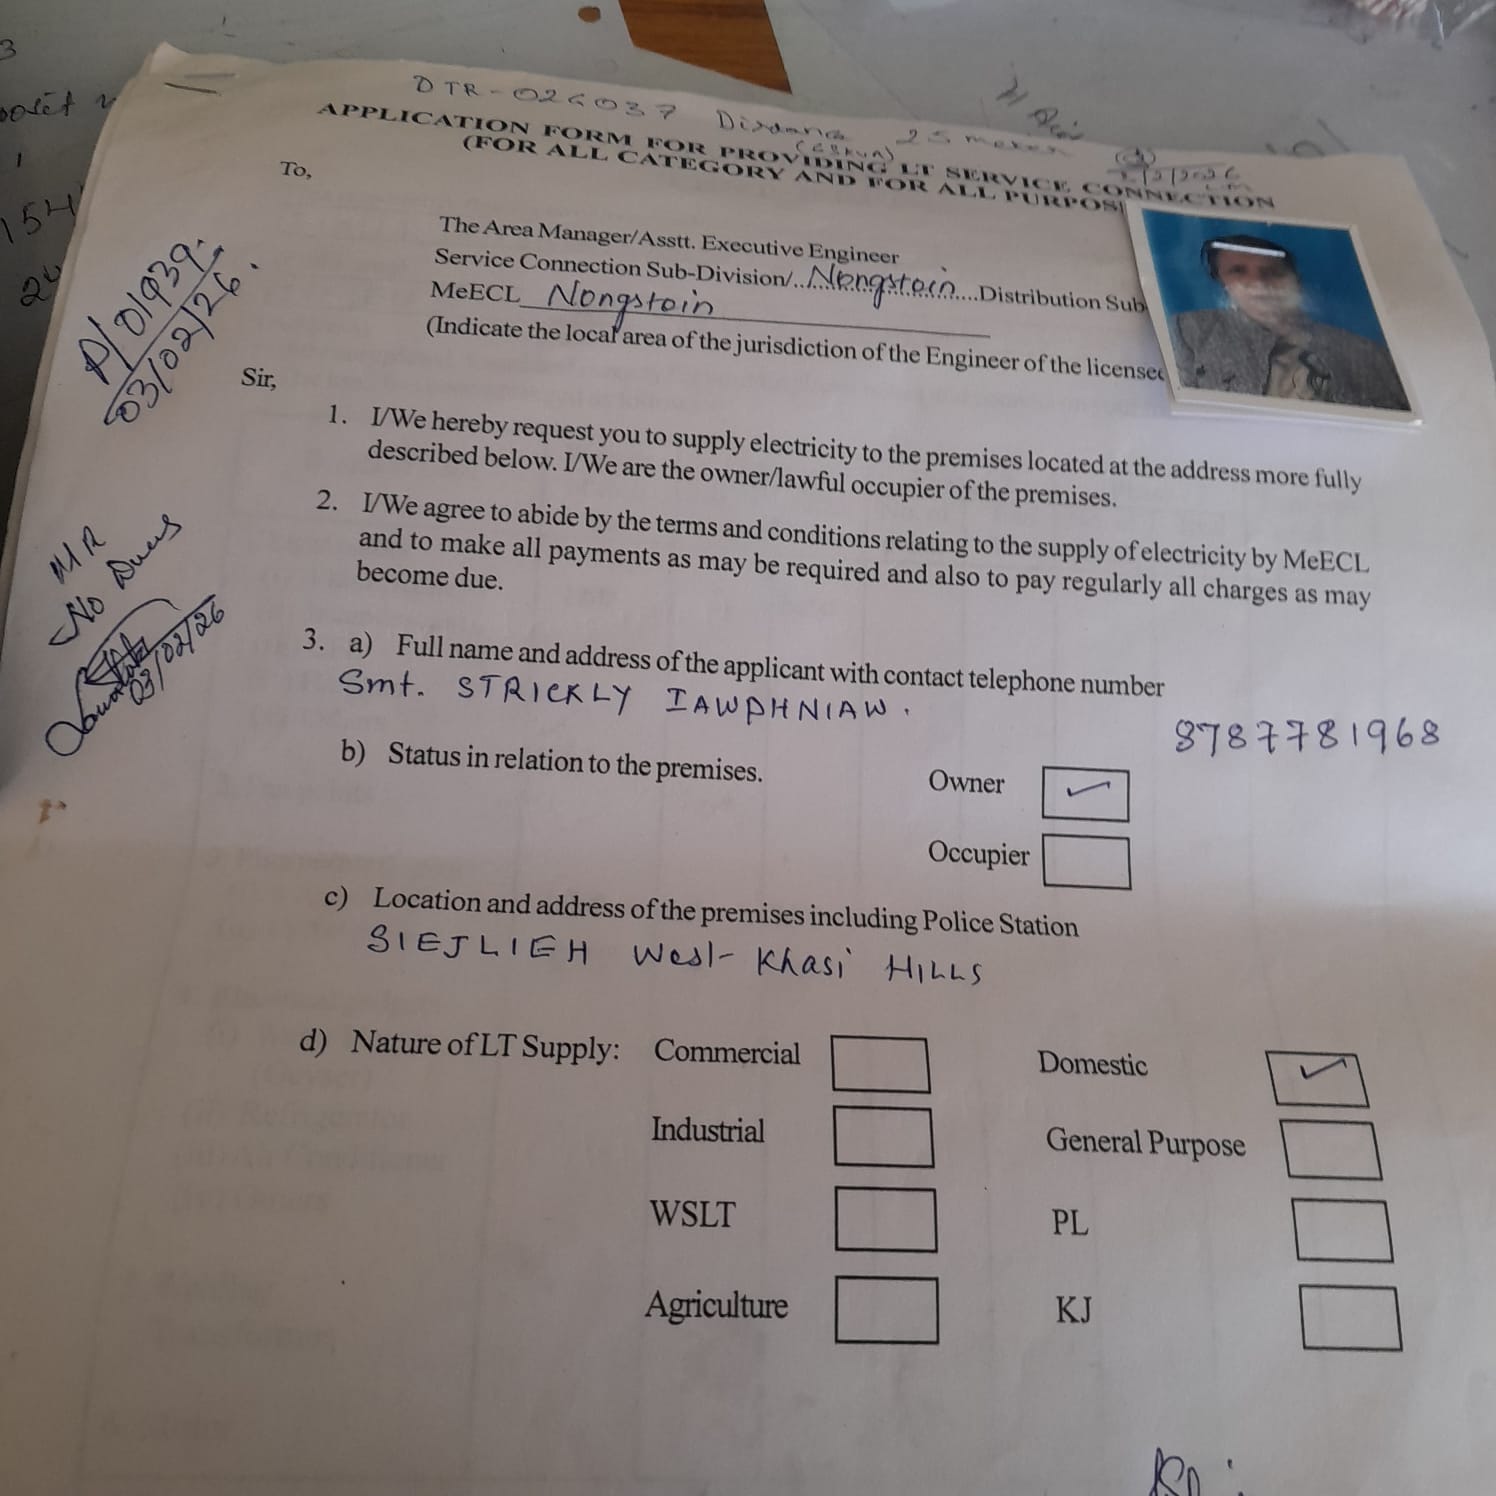 DTR-026037 Distance 25 meter
(63KVA)
APPLICATION FORM FOR PROVIDING LT SERVICE CONNECTION
(FOR ALL CATEGORY AND FOR ALL PURPOS
To,
The Area Manager/Asstt. Executive Engineer
Service Connection Sub-Division/..Nongstoin....Distribution Sub
MeECL Nongstoin
(Indicate the local area of the jurisdiction of the Engineer of the licensee
P/01939
03/02/26.
Sir,
1. I/We hereby request you to supply electricity to the premises located at the address more fully
described below. I/We are the owner/lawful occupier of the premises.
2. I/We agree to abide by the terms and conditions relating to the supply of electricity by MeECL
and to make all payments as may be required and also to pay regularly all charges as may
become due.
MR
No Dues
03/02/26
3. a) Full name and address of the applicant with contact telephone number
Smt. STRICKLY IAWPHNIAW.
8787781968
b) Status in relation to the premises.
Owner
Occupier
c) Location and address of the premises including Police Station
SIEJLIEH West Khasi HILLS
d) Nature of LT Supply: Commercial Domestic
Industrial General Purpose
WSLT PL
Agriculture KJ